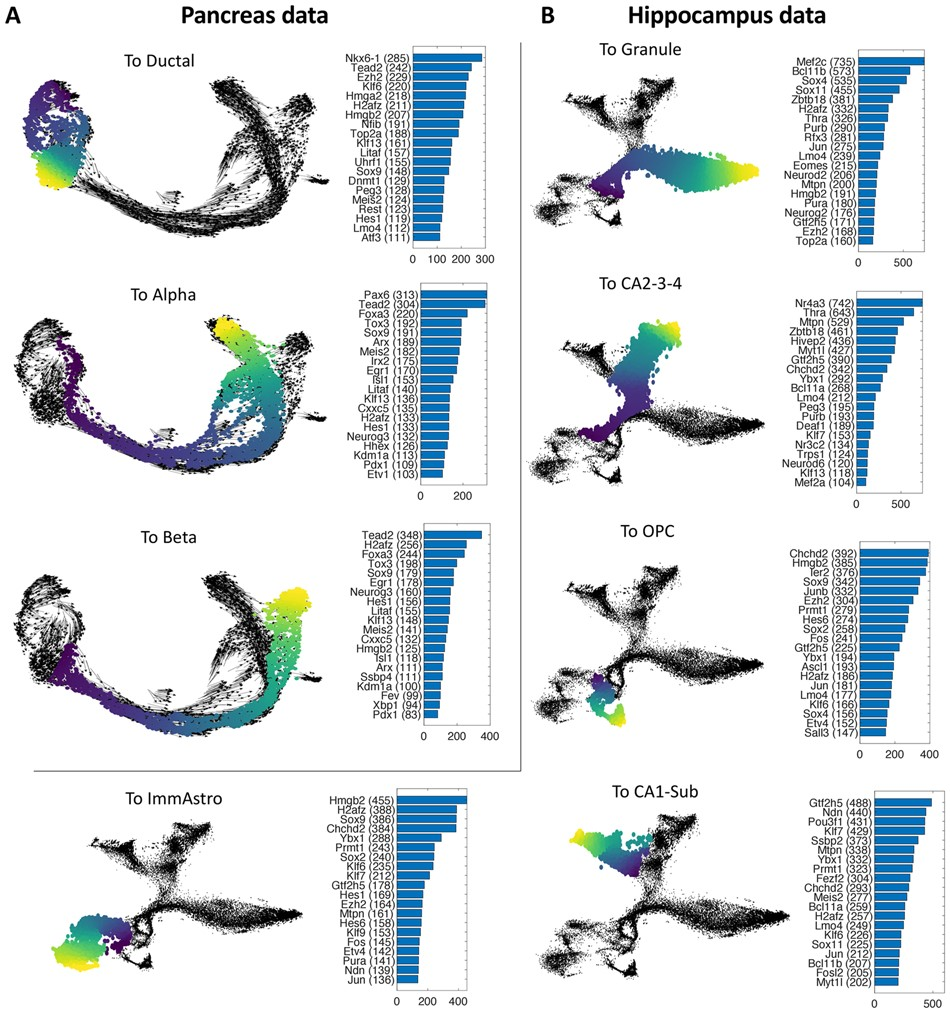 A
Pancreas data
B
Hippocampus data
To Ductal
Nkx6-1 (285)
Tead2 (242)
Ezh2 (229)
Klf6 (220)
Hmga2 (218)
H2afz (211)
Hmgb2 (207)
Nfib (191)
Top2a (188)
Klf13 (161)
Litaf (157)
Uhrf1 (155)
Sox9 (148)
Dnmt1 (129)
Peg3 (128)
Meis2 (124)
Rest (123)
Hes1 (119)
Lmo4 (112)
Atf3 (111)
0 100 200 300
To Granule
Mef2c (735)
Bcl11b (573)
Sox4 (535)
Sox11 (455)
Zbtb18 (381)
H2afz (332)
Thra (326)
Purb (290)
Rfx3 (281)
Jun (275)
Lmo4 (239)
Eomes (215)
Neurod2 (206)
Mtpn (200)
Hmgb2 (191)
Pura (180)
Neurog2 (176)
Gtf2h5 (171)
Ezh2 (168)
Top2a (160)
0 500
To Alpha
Pax6 (313)
Tead2 (304)
Foxa3 (220)
Tox3 (192)
Sox9 (191)
Arx (189)
Meis2 (182)
Irx2 (175)
Egr1 (170)
Isl1 (153)
Litaf (140)
Klf13 (136)
Cxxc5 (135)
H2afz (133)
Hes1 (133)
Neurog3 (132)
Hhex (126)
Kdm1a (113)
Pdx1 (109)
Etv1 (103)
0 200
To CA2-3-4
Nr4a3 (742)
Thra (643)
Mtpn (529)
Zbtb18 (461)
Hivep2 (436)
Myt1l (427)
Gtf2h5 (390)
Chchd2 (342)
Ybx1 (292)
Bcl11a (268)
Lmo4 (212)
Peg3 (195)
Purb (193)
Deaf1 (189)
Klf7 (153)
Nr3c2 (134)
Trps1 (124)
Neurod6 (120)
Klf13 (118)
Mef2a (104)
0 500
To Beta
Tead2 (348)
H2afz (256)
Foxa3 (244)
Tox3 (198)
Sox9 (179)
Egr1 (178)
Neurog3 (160)
Hes1 (156)
Litaf (155)
Klf13 (148)
Meis2 (141)
Cxxc5 (132)
Hmgb2 (125)
Isl1 (118)
Arx (111)
Ssbp4 (111)
Kdm1a (100)
Fev (99)
Xbp1 (94)
Pdx1 (83)
0 200 400
To OPC
Chchd2 (392)
Hmgb2 (385)
Ter2 (376)
Sox9 (342)
Junb (332)
Ezh2 (304)
Prmt1 (279)
Hes6 (274)
Sox2 (258)
Fos (241)
Gtf2h5 (225)
Ybx1 (194)
Ascl1 (193)
H2afz (186)
Jun (181)
Lmo4 (177)
Klf6 (166)
Sox4 (156)
Etv4 (152)
Sall3 (147)
0 200 400
To ImmAstro
Hmgb2 (455)
H2afz (388)
Sox9 (386)
Chchd2 (384)
Ybx1 (288)
Prmt1 (243)
Sox2 (240)
Klf6 (235)
Klf7 (212)
Gtf2h5 (178)
Hes1 (169)
Ezh2 (164)
Mtpn (161)
Hes6 (158)
Klf9 (153)
Fos (145)
Etv4 (142)
Pura (141)
Ndn (139)
Jun (136)
0 200 400
To CA1-Sub
Gtf2h5 (488)
Ndn (440)
Pou3f1 (431)
Klf7 (429)
Ssbp2 (373)
Mtpn (338)
Ybx1 (332)
Prmt1 (323)
Fezf2 (304)
Chchd2 (293)
Meis2 (277)
Bcl11a (259)
H2afz (257)
Lmo4 (249)
Klf6 (226)
Sox11 (225)
Jun (212)
Bcl11b (207)
Fosl2 (205)
Myt1l (202)
0 500